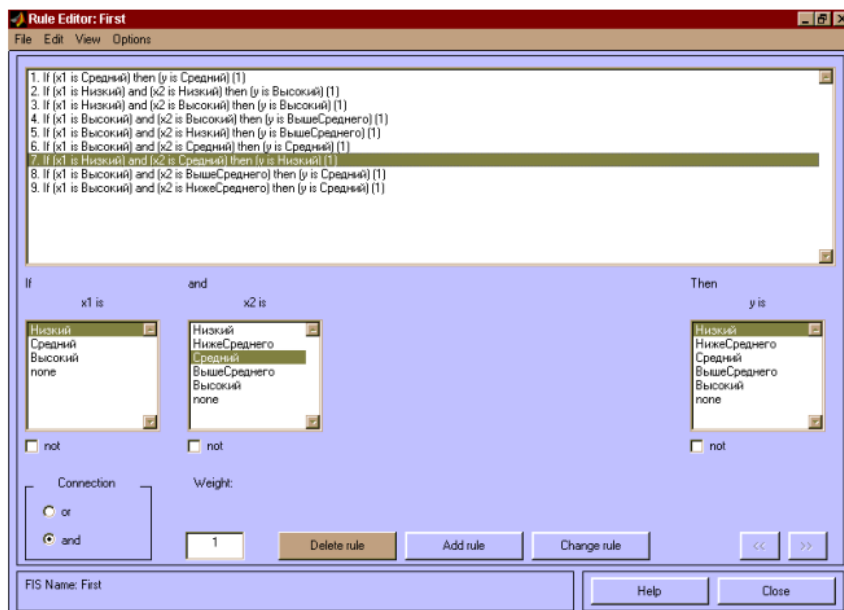 Rule Editor: First
File Edit View Options
1. If (x1 is Средний) then (y is Средний) (1)
2. If (x1 is Низкий) and (x2 is Низкий) then (y is Высокий) (1)
3. If (x1 is Низкий) and (x2 is Высокий) then (y is Высокий) (1)
4. If (x1 is Высокий) and (x2 is Высокий) then (y is ВышеСреднего) (1)
5. If (x1 is Высокий) and (x2 is Низкий) then (y is ВышеСреднего) (1)
6. If (x1 is Высокий) and (x2 is Средний) then (y is Средний) (1)
7. If (x1 is Низкий) and (x2 is Средний) then (y is Низкий) (1)
8. If (x1 is Высокий) and (x2 is ВышеСреднего) then (y is Средний) (1)
9. If (x1 is Высокий) and (x2 is НижеСреднего) then (y is Средний) (1)
If and Then
x1 is x2 is y is
Низкий
Средний
Высокий
none
Низкий
НижеСреднего
Средний
ВышеСреднего
Высокий
none
Низкий
НижеСреднего
Средний
ВышеСреднего
Высокий
none
not not not
Connection
or
and
Weight:
1
Delete rule Add rule Change rule << >>
FIS Name: First Help Close